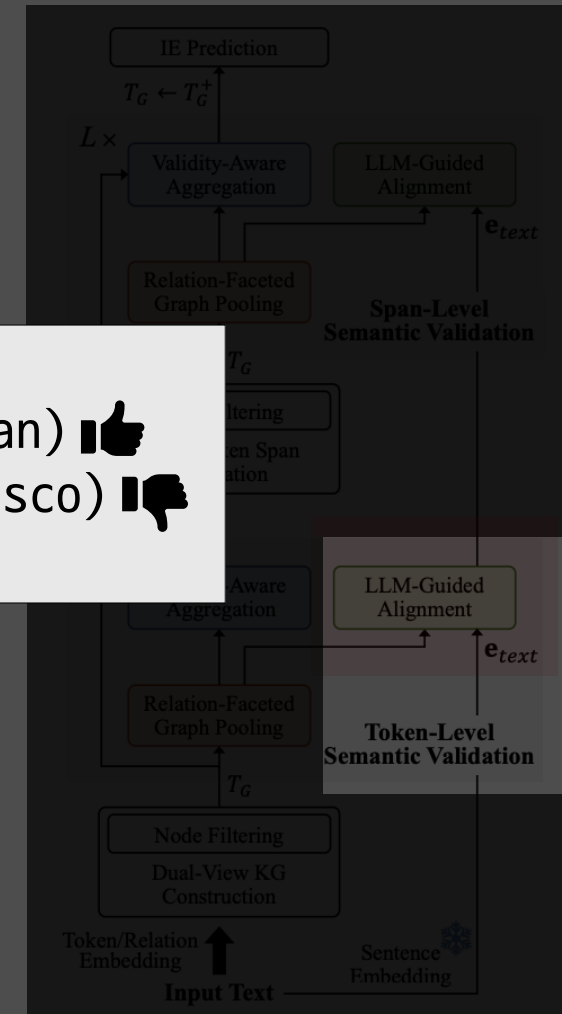 IE Prediction
T_G ← T_G^+
L ×
Validity-Aware
Aggregation
LLM-Guided
Alignment
e_text
Relation-Faceted
Graph Pooling
Span-Level
Semantic Validation
T_G
an)
sco)
ltering
en Span
ation
-Aware
Aggregation
LLM-Guided
Alignment
e_text
Relation-Faceted
Graph Pooling
Token-Level
Semantic Validation
T_G
Node Filtering
Dual-View KG
Construction
Token/Relation
Embedding
Sentence
Embedding
Input Text